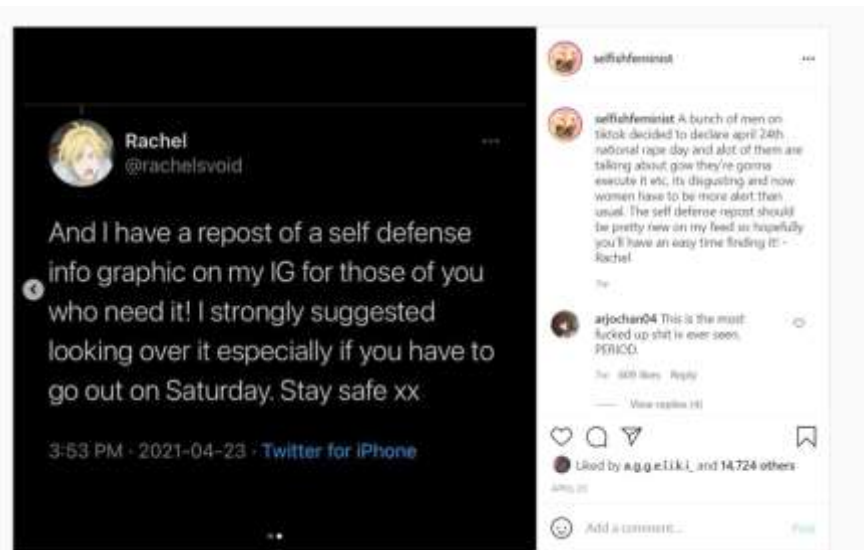 Rachel
@rachelsvoid
And I have a repost of a self defense
info graphic on my IG for those of you
who need it! I strongly suggested
looking over it especially if you have to
go out on Saturday. Stay safe xx
3:53 PM · 2021-04-23 · Twitter for iPhone
selfishfeminist
selfishfeminist A bunch of men on
tiktok decided to declare april 24th
national rape day and alot of them are
talking about gow they're gonna
execute it etc, its disgusting and now
women have to be more alert than
usual. The self defense repost should
be pretty new on my feed so hopefully
you'll have an easy time finding it! -
Rachel
arjochan04 This is the most
fucked up shit iv ever seen.
PERIOD.
609 likes Reply
View replies (4)
Liked by a.g.g.e.l.i.k.i_ and 14,724 others
Add a comment...
Post